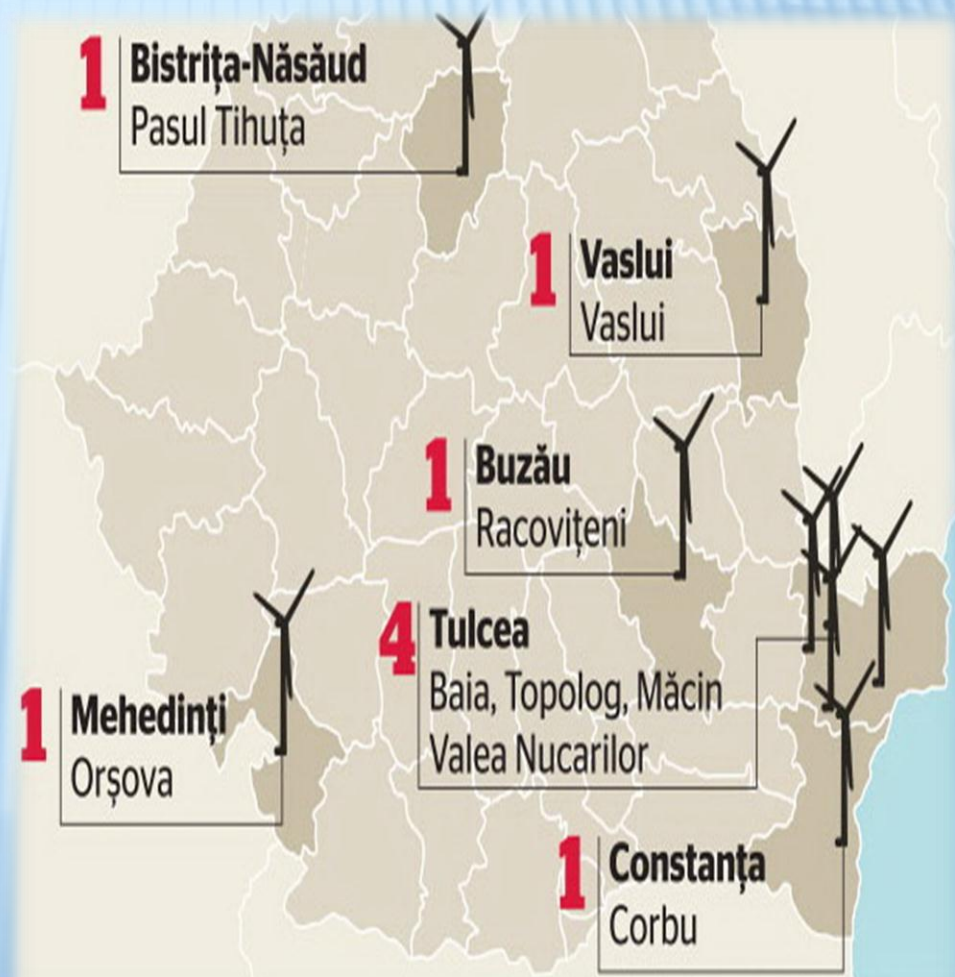 1 Bistrița-Năsăud
Pasul Tihuța
1 Vaslui
Vaslui
1 Buzău
Racovițeni
4 Tulcea
Baia, Topolog, Măcin
Valea Nucarilor
1 Mehedinți
Orșova
1 Constanța
Corbu